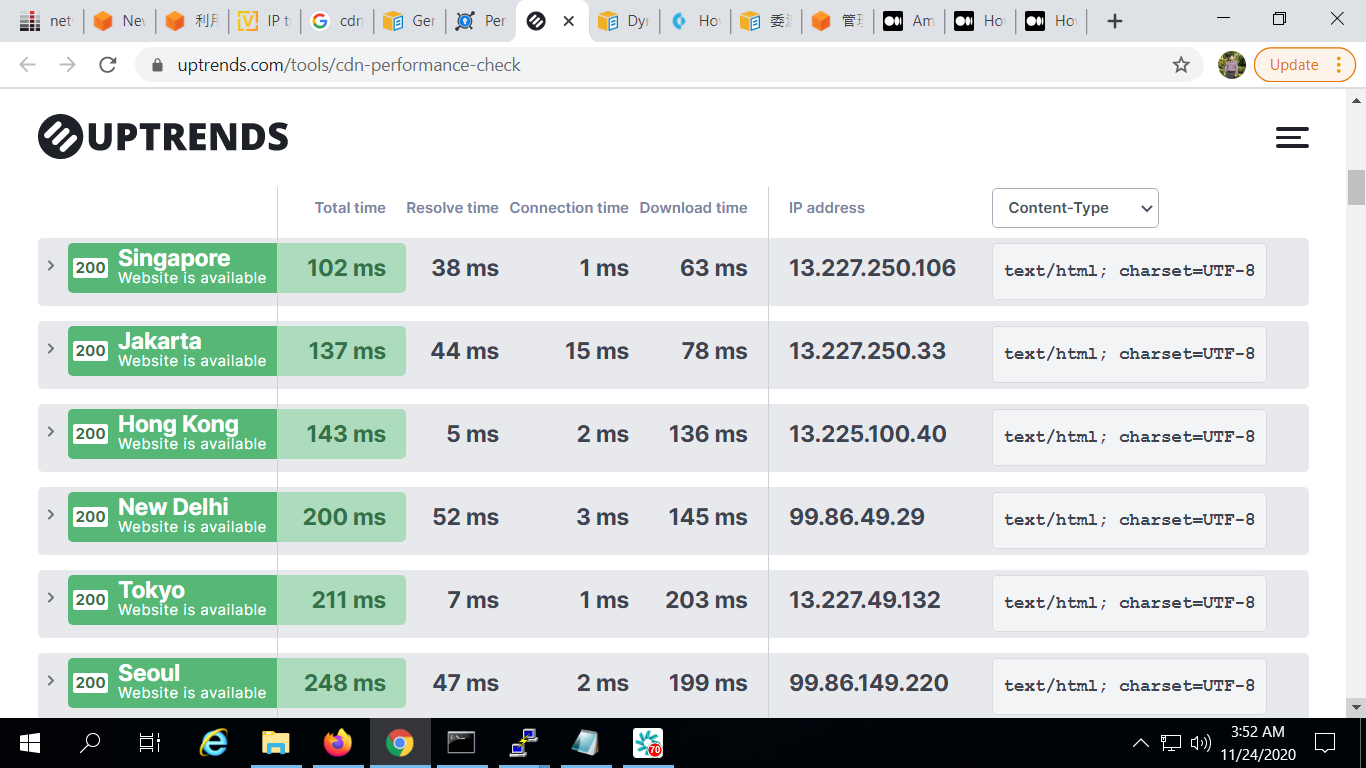 net
Nev
利用
IP t
cdn
Ger
Per
Dyr
Hov
委
管理
Am
Hov
Hov
uptrends.com/tools/cdn-performance-check
Update
UPTRENDS
Total time Resolve time Connection time Download time IP address Content-Type
200 Singapore 102 ms 38 ms 1 ms 63 ms 13.227.250.106 text/html; charset=UTF-8
Website is available
200 Jakarta 137 ms 44 ms 15 ms 78 ms 13.227.250.33 text/html; charset=UTF-8
Website is available
200 Hong Kong 143 ms 5 ms 2 ms 136 ms 13.225.100.40 text/html; charset=UTF-8
Website is available
200 New Delhi 200 ms 52 ms 3 ms 145 ms 99.86.49.29 text/html; charset=UTF-8
Website is available
200 Tokyo 211 ms 7 ms 1 ms 203 ms 13.227.49.132 text/html; charset=UTF-8
Website is available
200 Seoul 248 ms 47 ms 2 ms 199 ms 99.86.149.220 text/html; charset=UTF-8
Website is available
70
3:52 AM
11/24/2020